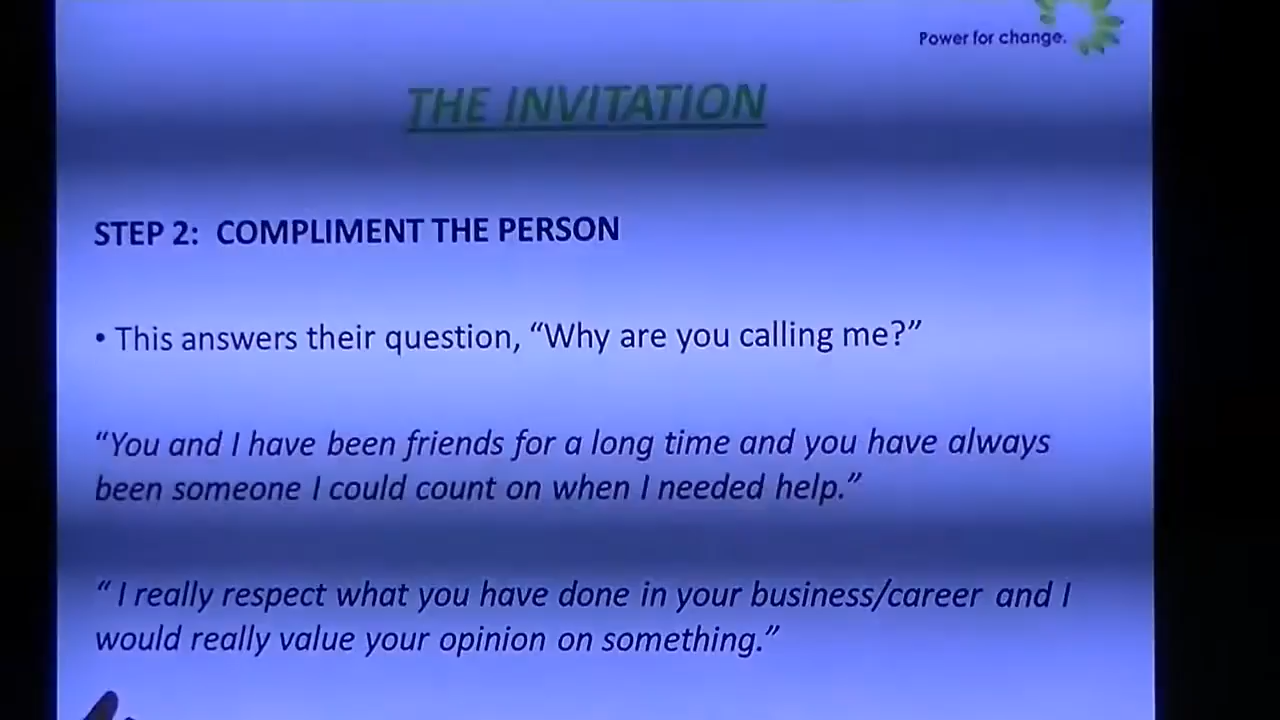 Power for change.
THE INVITATION
STEP 2: COMPLIMENT THE PERSON
• This answers their question, “Why are you calling me?”
“You and I have been friends for a long time and you have always
been someone I could count on when I needed help.”
“ I really respect what you have done in your business/career and I
would really value your opinion on something.”